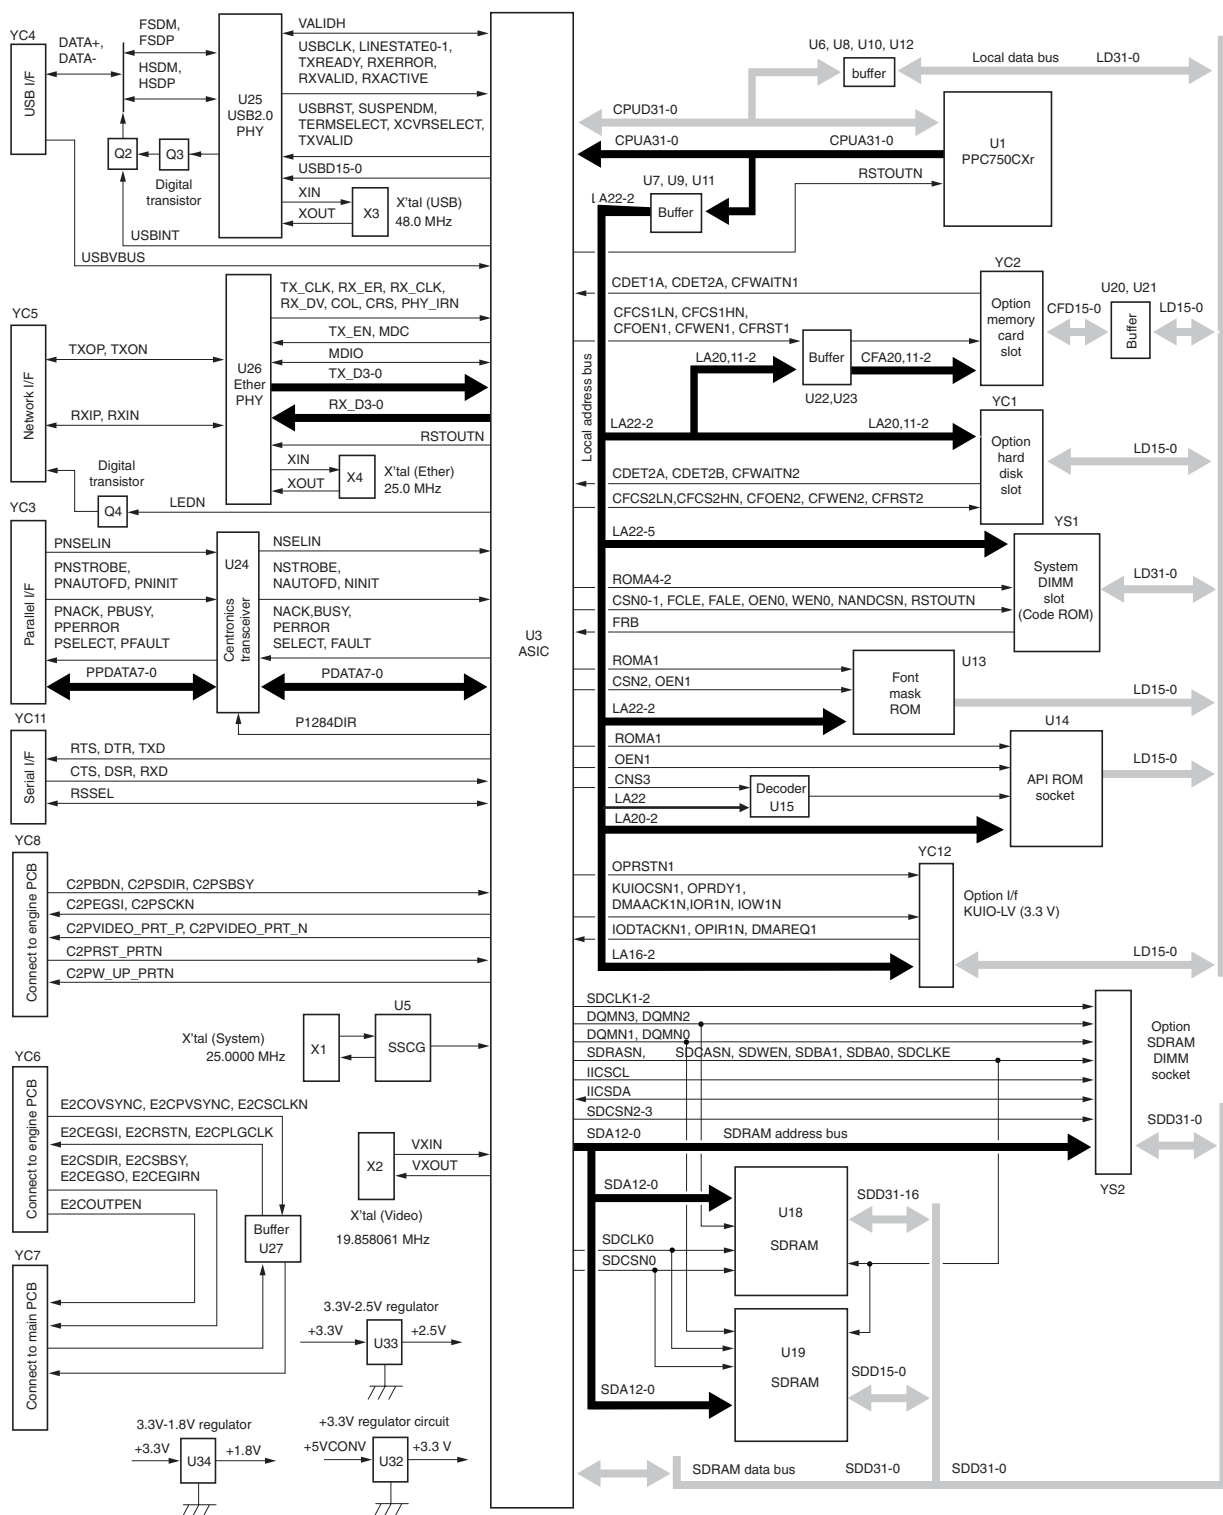 YC4
USB I/F
DATA+,
DATA-
FSDM,
FSDP
HSDM,
HSDP
Q2
Q3
Digital
transistor
U25
USB2.0
PHY
VALIDH
USBCLK, LINESTATE0-1,
TXREADY, RXERROR,
RXVALID, RXACTIVE
USBRST, SUSPENDM,
TERMSELECT, XCVRSELECT,
TXVALID
USBD15-0
XIN
XOUT
X3
X'tal (USB)
48.0 MHz
USBINT
USBVBUS
YC5
Network I/F
TXOP, TXON
RXIP, RXIN
U26
Ether
PHY
TX_CLK, RX_ER, RX_CLK,
RX_DV, COL, CRS, PHY_IRN
TX_EN, MDC
MDIO
TX_D3-0
RX_D3-0
RSTOUTN
XIN
XOUT
X4
X'tal (Ether)
25.0 MHz
Digital
transistor
Q4
LEDN
YC3
Parallel I/F
PNSELIN
PNSTROBE,
PNAUTOFD, PNINIT
PNACK, PBUSY,
PPERROR
PSELECT, PFAULT
PPDATA7-0
U24
Centronics
transceiver
NSELIN
NSTROBE,
NAUTOFD, NINIT
NACK,BUSY,
PERROR
SELECT, FAULT
PDATA7-0
P1284DIR
YC11
Serial I/F
RTS, DTR, TXD
CTS, DSR, RXD
RSSEL
YC8
Connect to engine PCB
C2PBDN, C2PSDIR, C2PSBSY
C2PEGSI, C2PSCKN
C2PVIDEO_PRT_P, C2PVIDEO_PRT_N
C2PRST_PRTN
C2PW_UP_PRTN
X'tal (System)
25.0000 MHz
X1
U5
SSCG
YC6
Connect to engine PCB
E2COVSYNC, E2CPVSYNC, E2CSCLKN
E2CEGSI, E2CRSTN, E2CPLGCLK
E2CSDIR, E2CSBSY,
E2CEGSO, E2CEGIRN
E2COUTPEN
Buffer
U27
X2
VXIN
VXOUT
X'tal (Video)
19.858061 MHz
YC7
Connect to main PCB
3.3V-2.5V regulator
+3.3V
U33
+2.5V
3.3V-1.8V regulator
+3.3V
U34
+1.8V
+3.3V regulator circuit
+5VCONV
U32
+3.3 V
U3
ASIC
U6, U8, U10, U12
buffer
Local data bus
LD31-0
CPUD31-0
CPUA31-0
CPUA31-0
U1
PPC750CXr
RSTOUTN
U7, U9, U11
LA22-2
Buffer
Local address bus
CDET1A, CDET2A, CFWAITN1
CFCS1LN, CFCS1HN,
CFOEN1, CFWEN1, CFRST1
LA20,11-2
Buffer
U22,U23
CFA20,11-2
YC2
Option
memory
card
slot
CFD15-0
U20, U21
Buffer
LD15-0
LA22-2
LA20,11-2
YC1
Option
hard
disk
slot
LD15-0
CDET2A, CDET2B, CFWAITN2
CFCS2LN,CFCS2HN, CFOEN2, CFWEN2, CFRST2
YS1
LA22-5
System
DIMM
slot
(Code ROM)
LD31-0
ROMA4-2
CSN0-1, FCLE, FALE, OEN0, WEN0, NANDCSN, RSTOUTN
FRB
ROMA1
CSN2, OEN1
LA22-2
U13
Font
mask
ROM
LD15-0
U14
ROMA1
OEN1
CNS3
LA22
LA20-2
Decoder
U15
API ROM
socket
LD15-0
YC12
OPRSTN1
KUIOCSN1, OPRDY1,
DMAACK1N,IOR1N, IOW1N
IODTACKN1, OPIR1N, DMAREQ1
LA16-2
Option I/f
KUIO-LV (3.3 V)
LD15-0
SDCLK1-2
DQMN3, DQMN2
DQMN1, DQMN0
SDRASN, SDCASN, SDWEN, SDBA1, SDBA0, SDCLKE
IICSCL
IICSDA
SDCSN2-3
SDA12-0
SDRAM address bus
Option
SDRAM
DIMM
socket
SDD31-0
YS2
SDA12-0
U18
SDRAM
SDD31-16
SDCLK0
SDCSN0
U19
SDRAM
SDD15-0
SDA12-0
SDRAM data bus
SDD31-0
SDD31-0